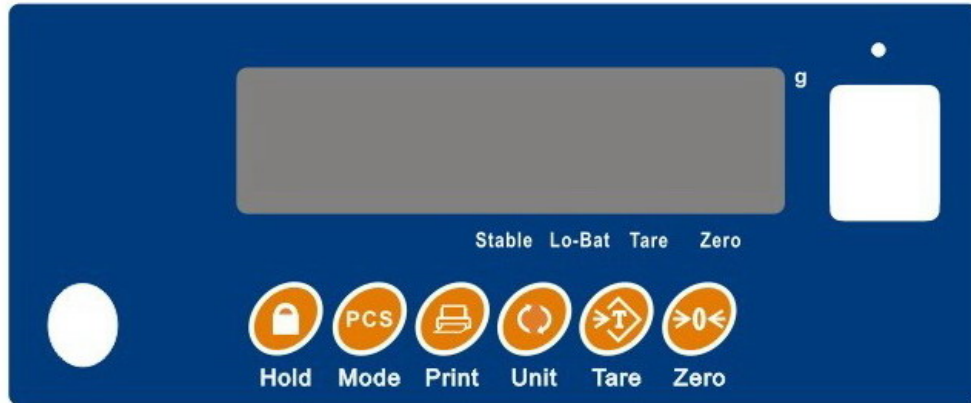 g
Stable Lo-Bat Tare Zero
PCS >T< >0<
Hold Mode Print Unit Tare Zero